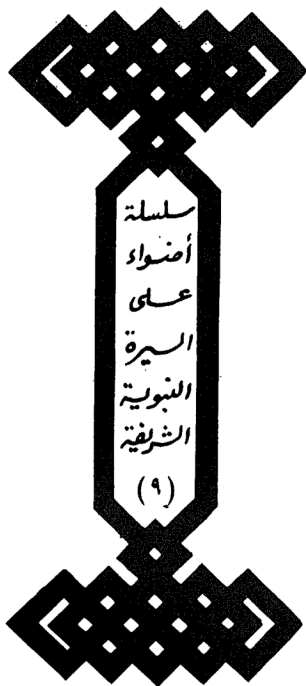 سلسلة
أضواء
على
السيرة
النبوية
الشريفة
(٩)